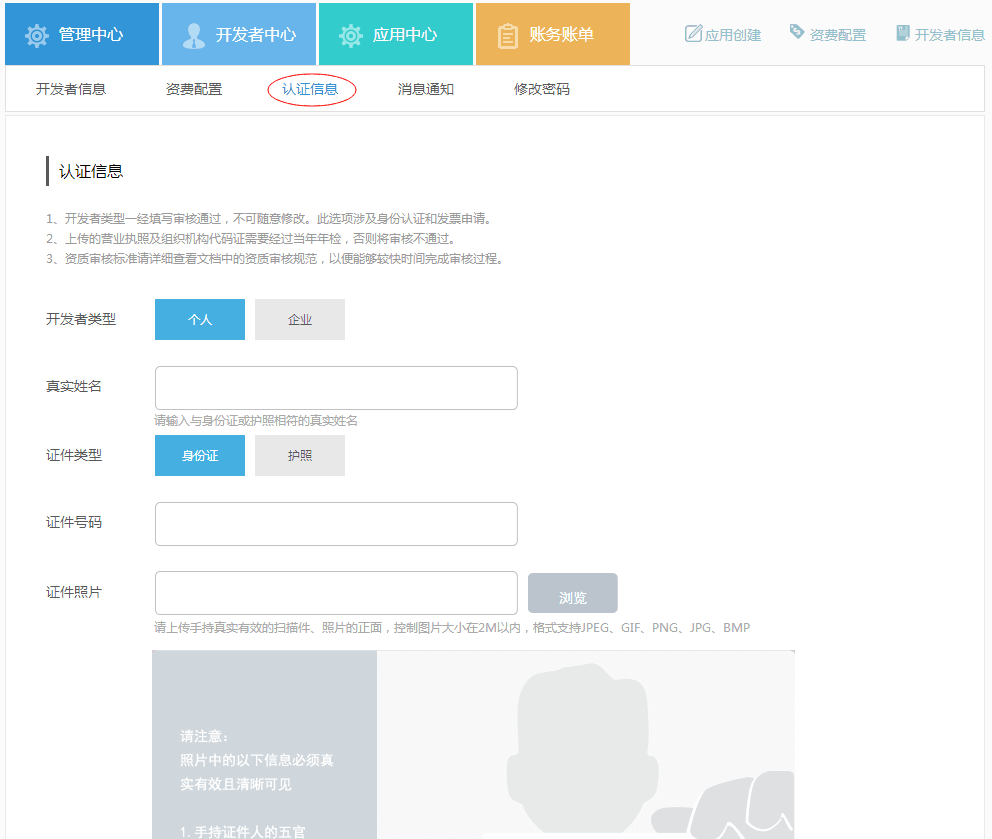 管理中心 开发者中心 应用中心 账务账单 应用创建 资费配置 开发者信息
开发者信息 资费配置 认证信息 消息通知 修改密码
认证信息
1、开发者类型一经填写审核通过，不可随意修改。此选项涉及身份认证和发票申请。
2、上传的营业执照及组织机构代码证需要经过当年年检，否则将审核不通过。
3、资质审核标准请详细查看文档中的资质审核规范，以便能够较快时间完成审核过程。
开发者类型 个人 企业
真实姓名
请输入与身份证或护照相符的真实姓名
证件类型 身份证 护照
证件号码
证件照片 浏览
请上传手持真实有效的扫描件、照片的正面，控制图片大小在2M以内，格式支持JPEG、GIF、PNG、JPG、BMP
请注意：
照片中的以下信息必须真
实有效且清晰可见
1. 手持证件人的五官